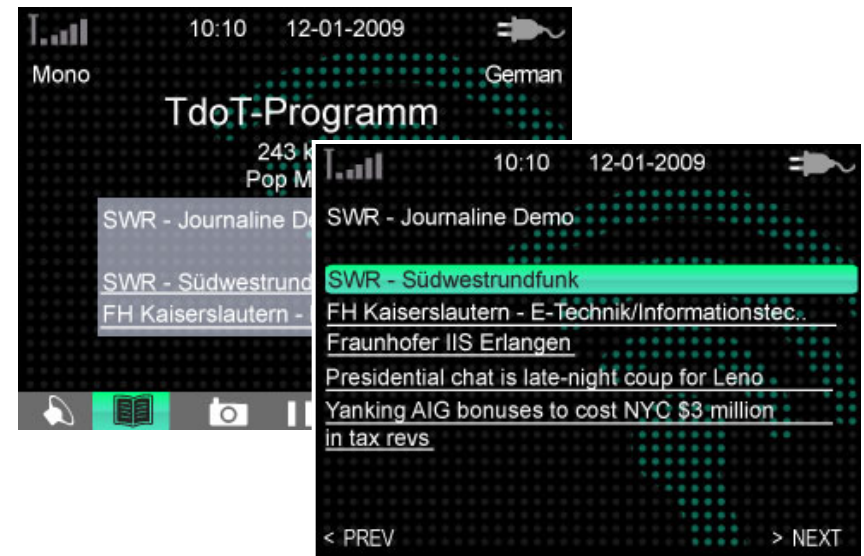 10:10 12-01-2009
Mono German
TdoT-Programm
243 k
Pop M
SWR - Journaline De
SWR - Südwestrund
FH Kaiserslautern -
10:10 12-01-2009
SWR - Journaline Demo
SWR - Südwestrundfunk
FH Kaiserslautern - E-Technik/Informationstec..
Fraunhofer IIS Erlangen
Presidential chat is late-night coup for Leno
Yanking AIG bonuses to cost NYC $3 million
in tax revs
< PREV > NEXT